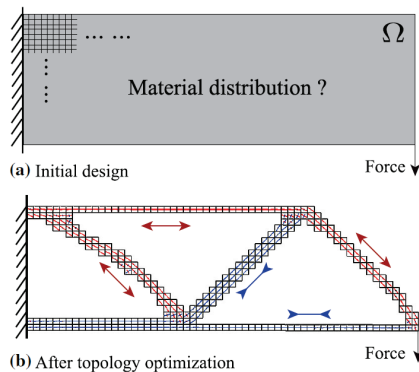 Ω
Material distribution ?
Force
(a) Initial design
(b) After topology optimization
Force